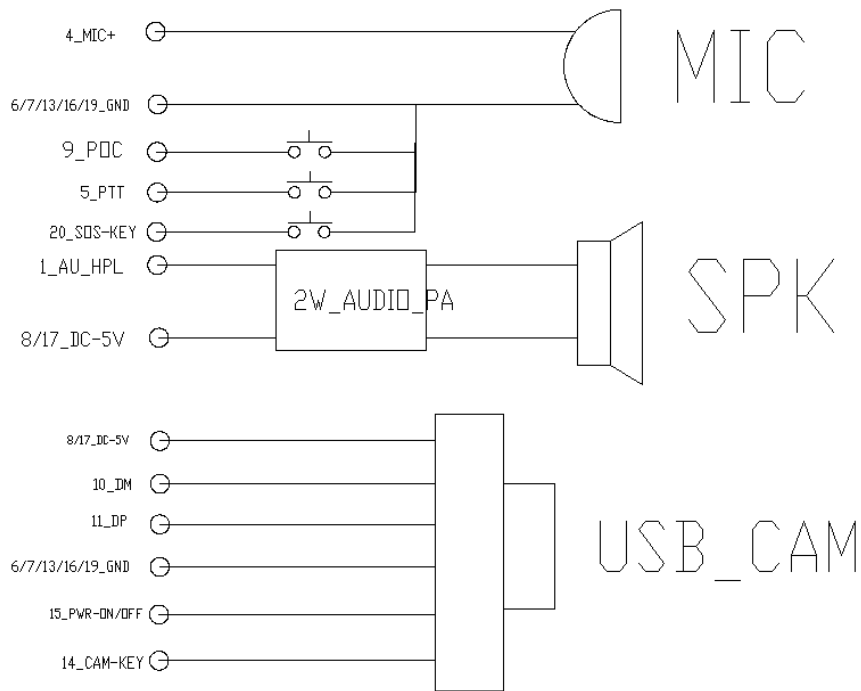 4_MIC+
MIC
6/7/13/16/19_GND
9_POC
5_PTT
20_SOS-KEY
1_AU_HPL
2W_AUDIO_PA
SPK
8/17_DC-5V
8/17_DC-5V
10_DM
11_DP
USB_CAM
6/7/13/16/19_GND
15_PWR-ON/OFF
14_CAM-KEY